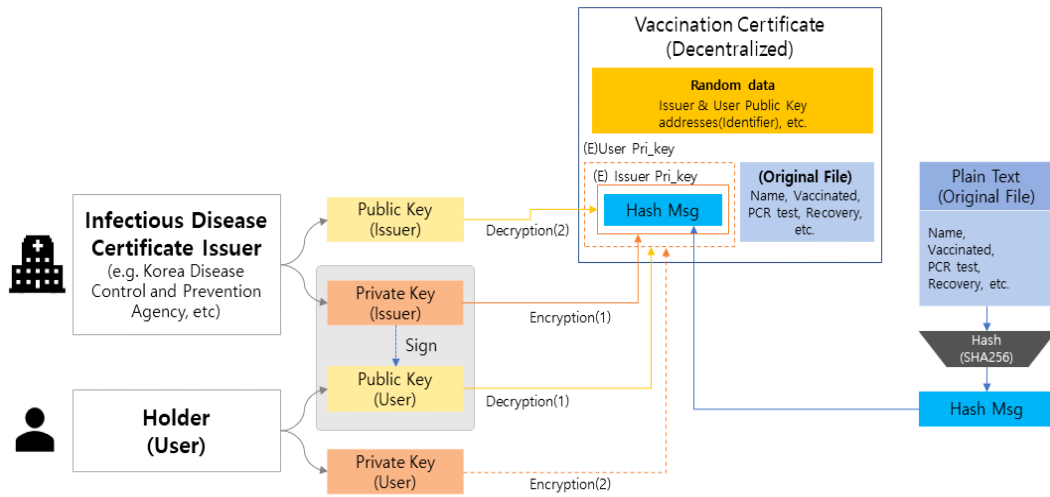 Vaccination Certificate
(Decentralized)
Random data
Issuer & User Public Key
addresses(Identifier), etc.
(E)User Pri_key
(E) Issuer Pri_key
Hash Msg
(Original File)
Name, Vaccinated,
PCR test, Recovery,
etc.
Plain Text
(Original File)
Name,
Vaccinated,
PCR test,
Recovery, etc.
Hash
(SHA256)
Hash Msg
Infectious Disease
Certificate Issuer
(e.g. Korea Disease
Control and Prevention
Agency, etc)
Public Key
(Issuer)
Decryption(2)
Private Key
(Issuer)
Encryption(1)
Sign
Public Key
(User)
Decryption(1)
Holder
(User)
Private Key
(User)
Encryption(2)